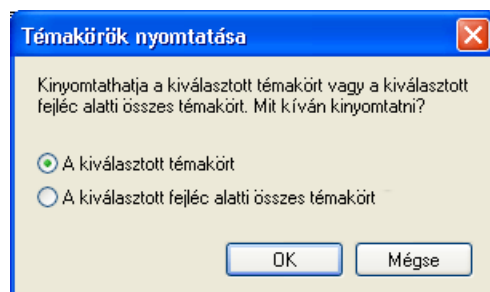 Témakörök nyomtatása
Kinyomtathatja a kiválasztott témakört vagy a kiválasztott
fejléc alatti összes témakört. Mit kíván kinyomtatni?
A kiválasztott témakört
A kiválasztott fejléc alatti összes témakört
OK Mégse